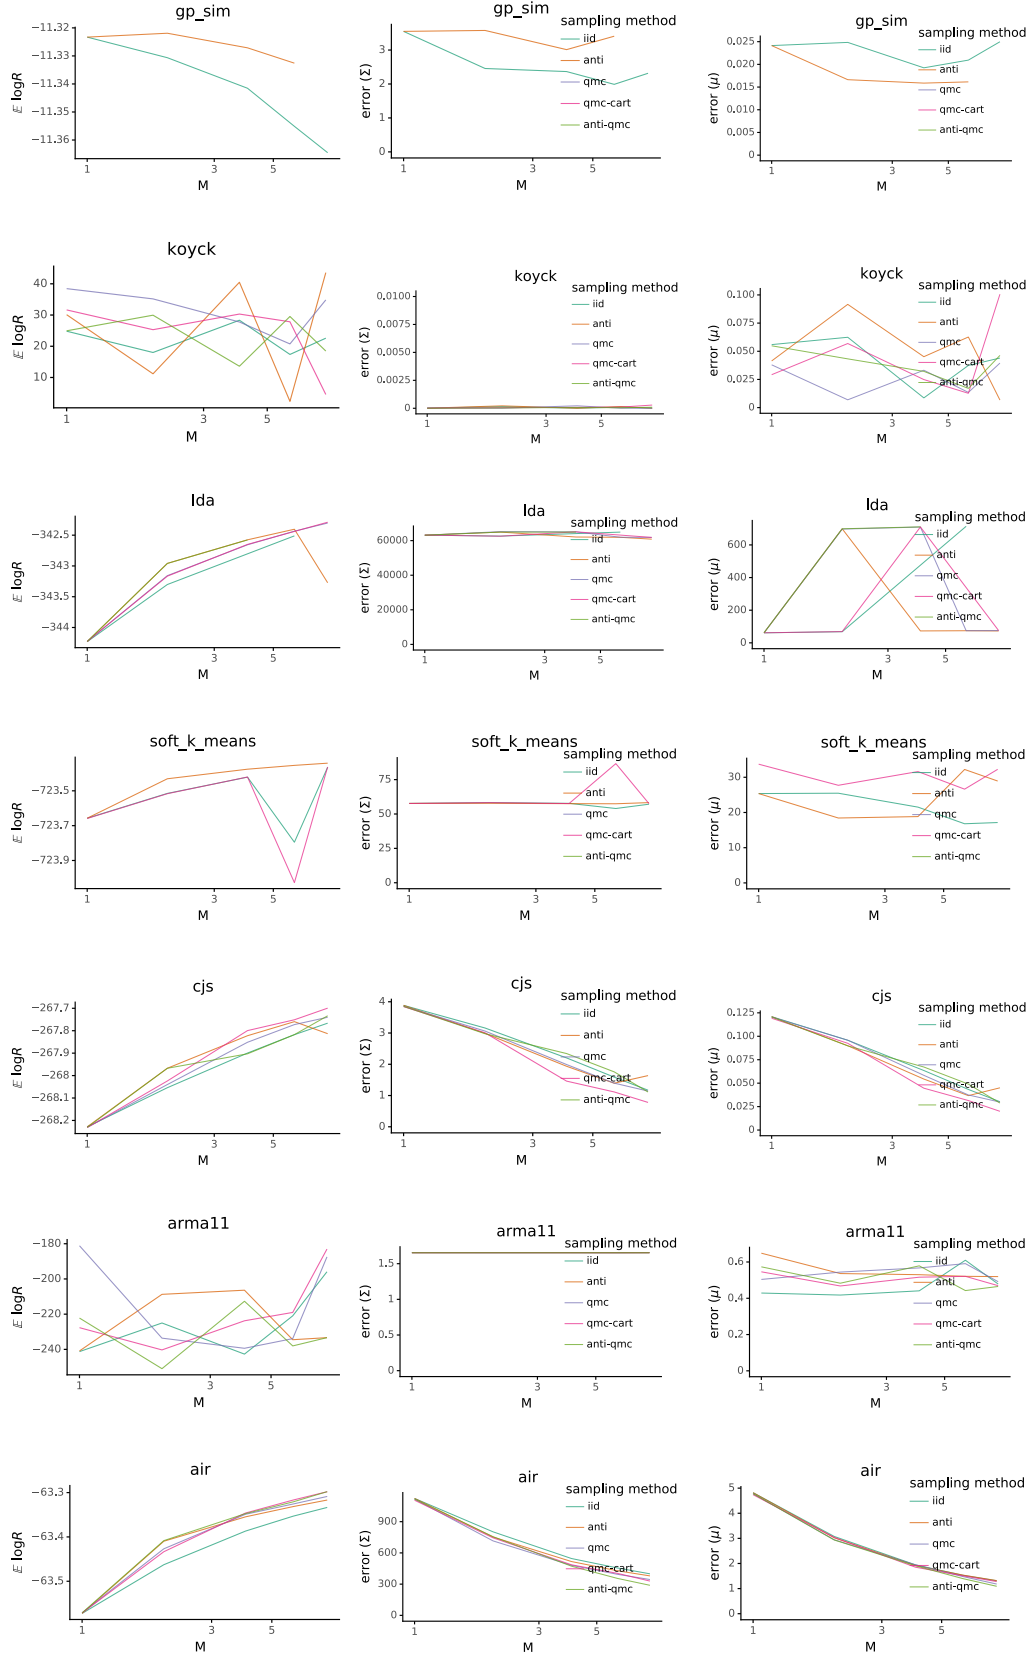 gp_sim
−11.32
−11.34
−11.35
−11.36
𝔼 logR
1
3
5
M
gp_sim
sampling method
iid
anti
qmc
qmc-cart
anti-qmc
error (Σ)
0
1
2
3
1
3
5
M
gp_sim
sampling method
iid
anti
qmc
qmc-cart
anti-qmc
error (μ)
0.025
0.020
0.015
0.010
0.005
0
1
3
5
M
koyck
𝔼 logR
40
30
20
10
1
3
5
M
koyck
sampling method
iid
anti
qmc
qmc-cart
anti-qmc
error (Σ)
0.0100
0.0075
0.0050
0.0025
0
1
3
5
M
koyck
sampling method
iid
anti
qmc
qmc-cart
anti-qmc
error (μ)
0.100
0.075
0.050
0.025
0
1
3
5
M
lda
𝔼 logR
−342.5
−343
−343.5
−344
1
3
5
M
lda
sampling method
iid
anti
qmc
qmc-cart
anti-qmc
error (Σ)
60000
40000
20000
0
1
3
5
M
lda
sampling method
iid
anti
qmc
qmc-cart
anti-qmc
error (μ)
600
400
200
0
1
3
5
M
soft_k_means
𝔼 logR
−723.5
−723.7
−723.9
1
3
5
M
soft_k_means
sampling method
iid
anti
qmc
qmc-cart
anti-qmc
error (Σ)
75
50
25
0
1
3
5
M
soft_k_means
sampling method
iid
anti
qmc
qmc-cart
anti-qmc
error (μ)
30
20
10
0
1
3
5
M
cjs
𝔼 logR
−267.7
−267.8
−267.9
−268
−268.1
−268.2
1
3
5
M
cjs
sampling method
iid
anti
qmc
qmc-cart
anti-qmc
error (Σ)
4
3
2
1
0
1
3
5
M
cjs
sampling method
iid
anti
qmc
qmc-cart
anti-qmc
error (μ)
0.125
0.100
0.075
0.050
0.025
0
1
3
5
M
arma11
𝔼 logR
−180
−200
−220
−240
1
3
5
M
arma11
sampling method
iid
anti
qmc
qmc-cart
anti-qmc
error (Σ)
1.5
1
0.5
0
1
3
5
M
arma11
sampling method
iid
anti
qmc
qmc-cart
anti-qmc
error (μ)
0.6
0.4
0.2
0
1
3
5
M
air
𝔼 logR
−63.3
−63.4
−63.5
1
3
5
M
air
sampling method
iid
anti
qmc
qmc-cart
anti-qmc
error (Σ)
900
600
300
0
1
3
5
M
air
sampling method
iid
anti
qmc
qmc-cart
anti-qmc
error (μ)
5
4
3
2
1
0
1
3
5
M